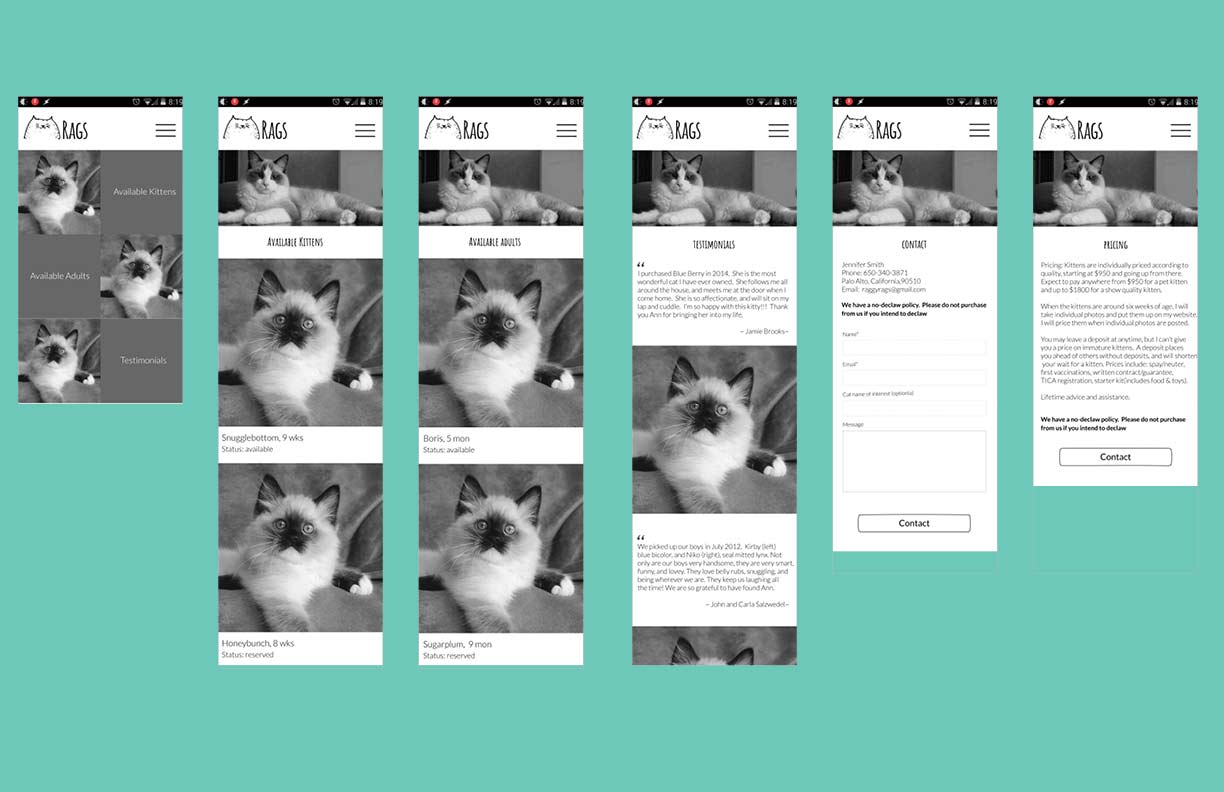 8:19
RAGS
Available Kittens
Available Adults
Testimonials
8:19
RAGS
AVAILABLE KITTENS
Snugglebottom, 9 wks
Status: available
Honeybunch, 8 wks
Status: reserved
8:19
RAGS
AVAILABLE ADULTS
Boris, 5 mon
Status: available
Sugarplum, 9 mon
Status: reserved
8:19
RAGS
TESTIMONIALS
“
I purchased Blue Berry in 2014. She is the most
wonderful cat I have ever owned. She follows me all
around the house, and meets me at the door when I
come home. She is so affectionate, and will sit on my
lap and cuddle. I'm so happy with this kitty!!! Thank
you Ann for bringing her into my life.
~ Jamie Brooks~
“
We picked up our boys in July 2012. Kirby (left)
blue bicolor, and Niko (right), seal mitted lynx. Not
only are our boys very handsome, they are very smart,
funny, and lovey. They love belly rubs, snuggling, and
being wherever we are. They keep us laughing all
the time! We are so grateful to have found Ann.
~ John and Carla Salzwedel~
8:19
RAGS
CONTACT
Jennifer Smith
Phone: 650-340-3871
Palo Alto, California,90510
Email: raggyrags@gmail.com
We have a no-declaw policy. Please do not purchase
from us if you intend to declaw
Name*
Email*
Cat name of interest (optional)
Message
Contact
8:19
RAGS
PRICING
Pricing: Kittens are individually priced according to
quality, starting at $950 and going up from there.
Expect to pay anywhere from $950 for a pet kitten
and up to $1800 for a show quality kitten.
When the kittens are around six weeks of age, I will
take individual photos and put them up on my website.
I will price them when individual photos are posted.
You may leave a deposit at anytime, but I can't give
you a price on immature kittens. A deposit places
you ahead of others without deposits, and will shorten
your wait for a kitten. Prices include: spay/neuter,
first vaccinations, written contract/guarantee,
TICA registration, starter kit(includes food & toys).
Lifetime advice and assistance.
We have a no-declaw policy. Please do not purchase
from us if you intend to declaw
Contact